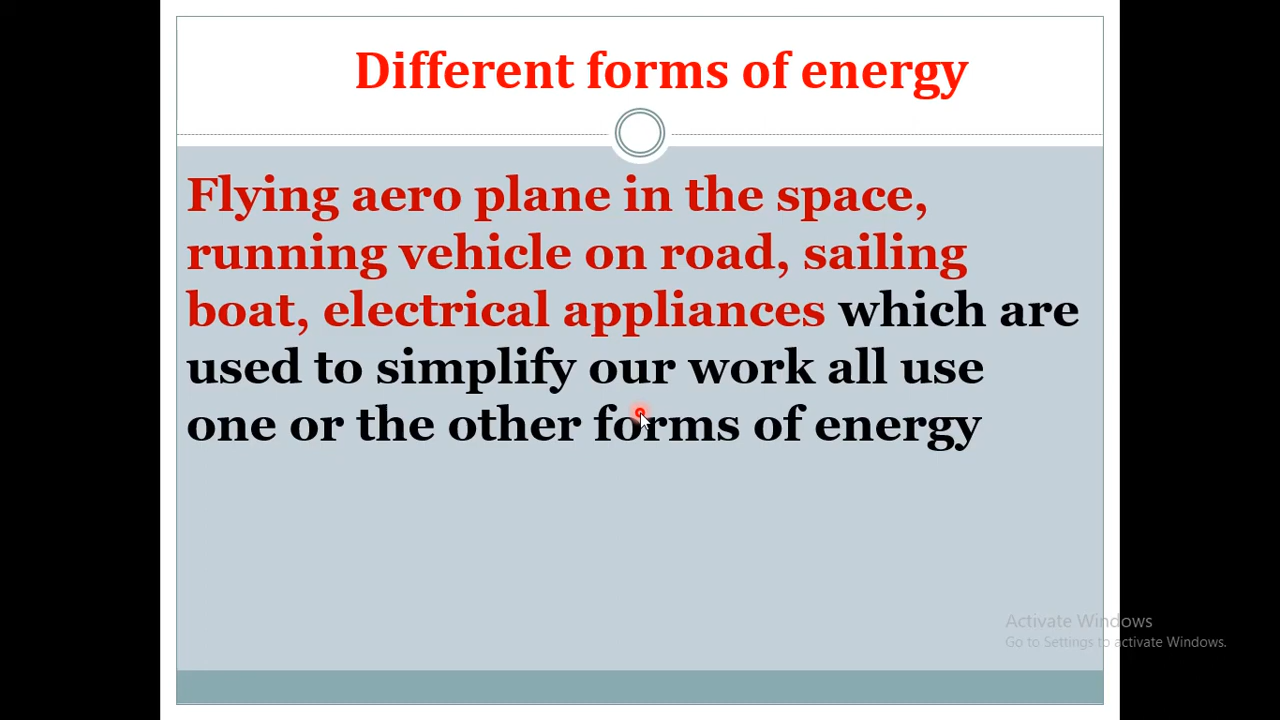 Different forms of energy
Flying aero plane in the space,
running vehicle on road, sailing
boat, electrical appliances which are
used to simplify our work all use
one or the other forms of energy
Activate Windows
Go to Settings to activate Windows.